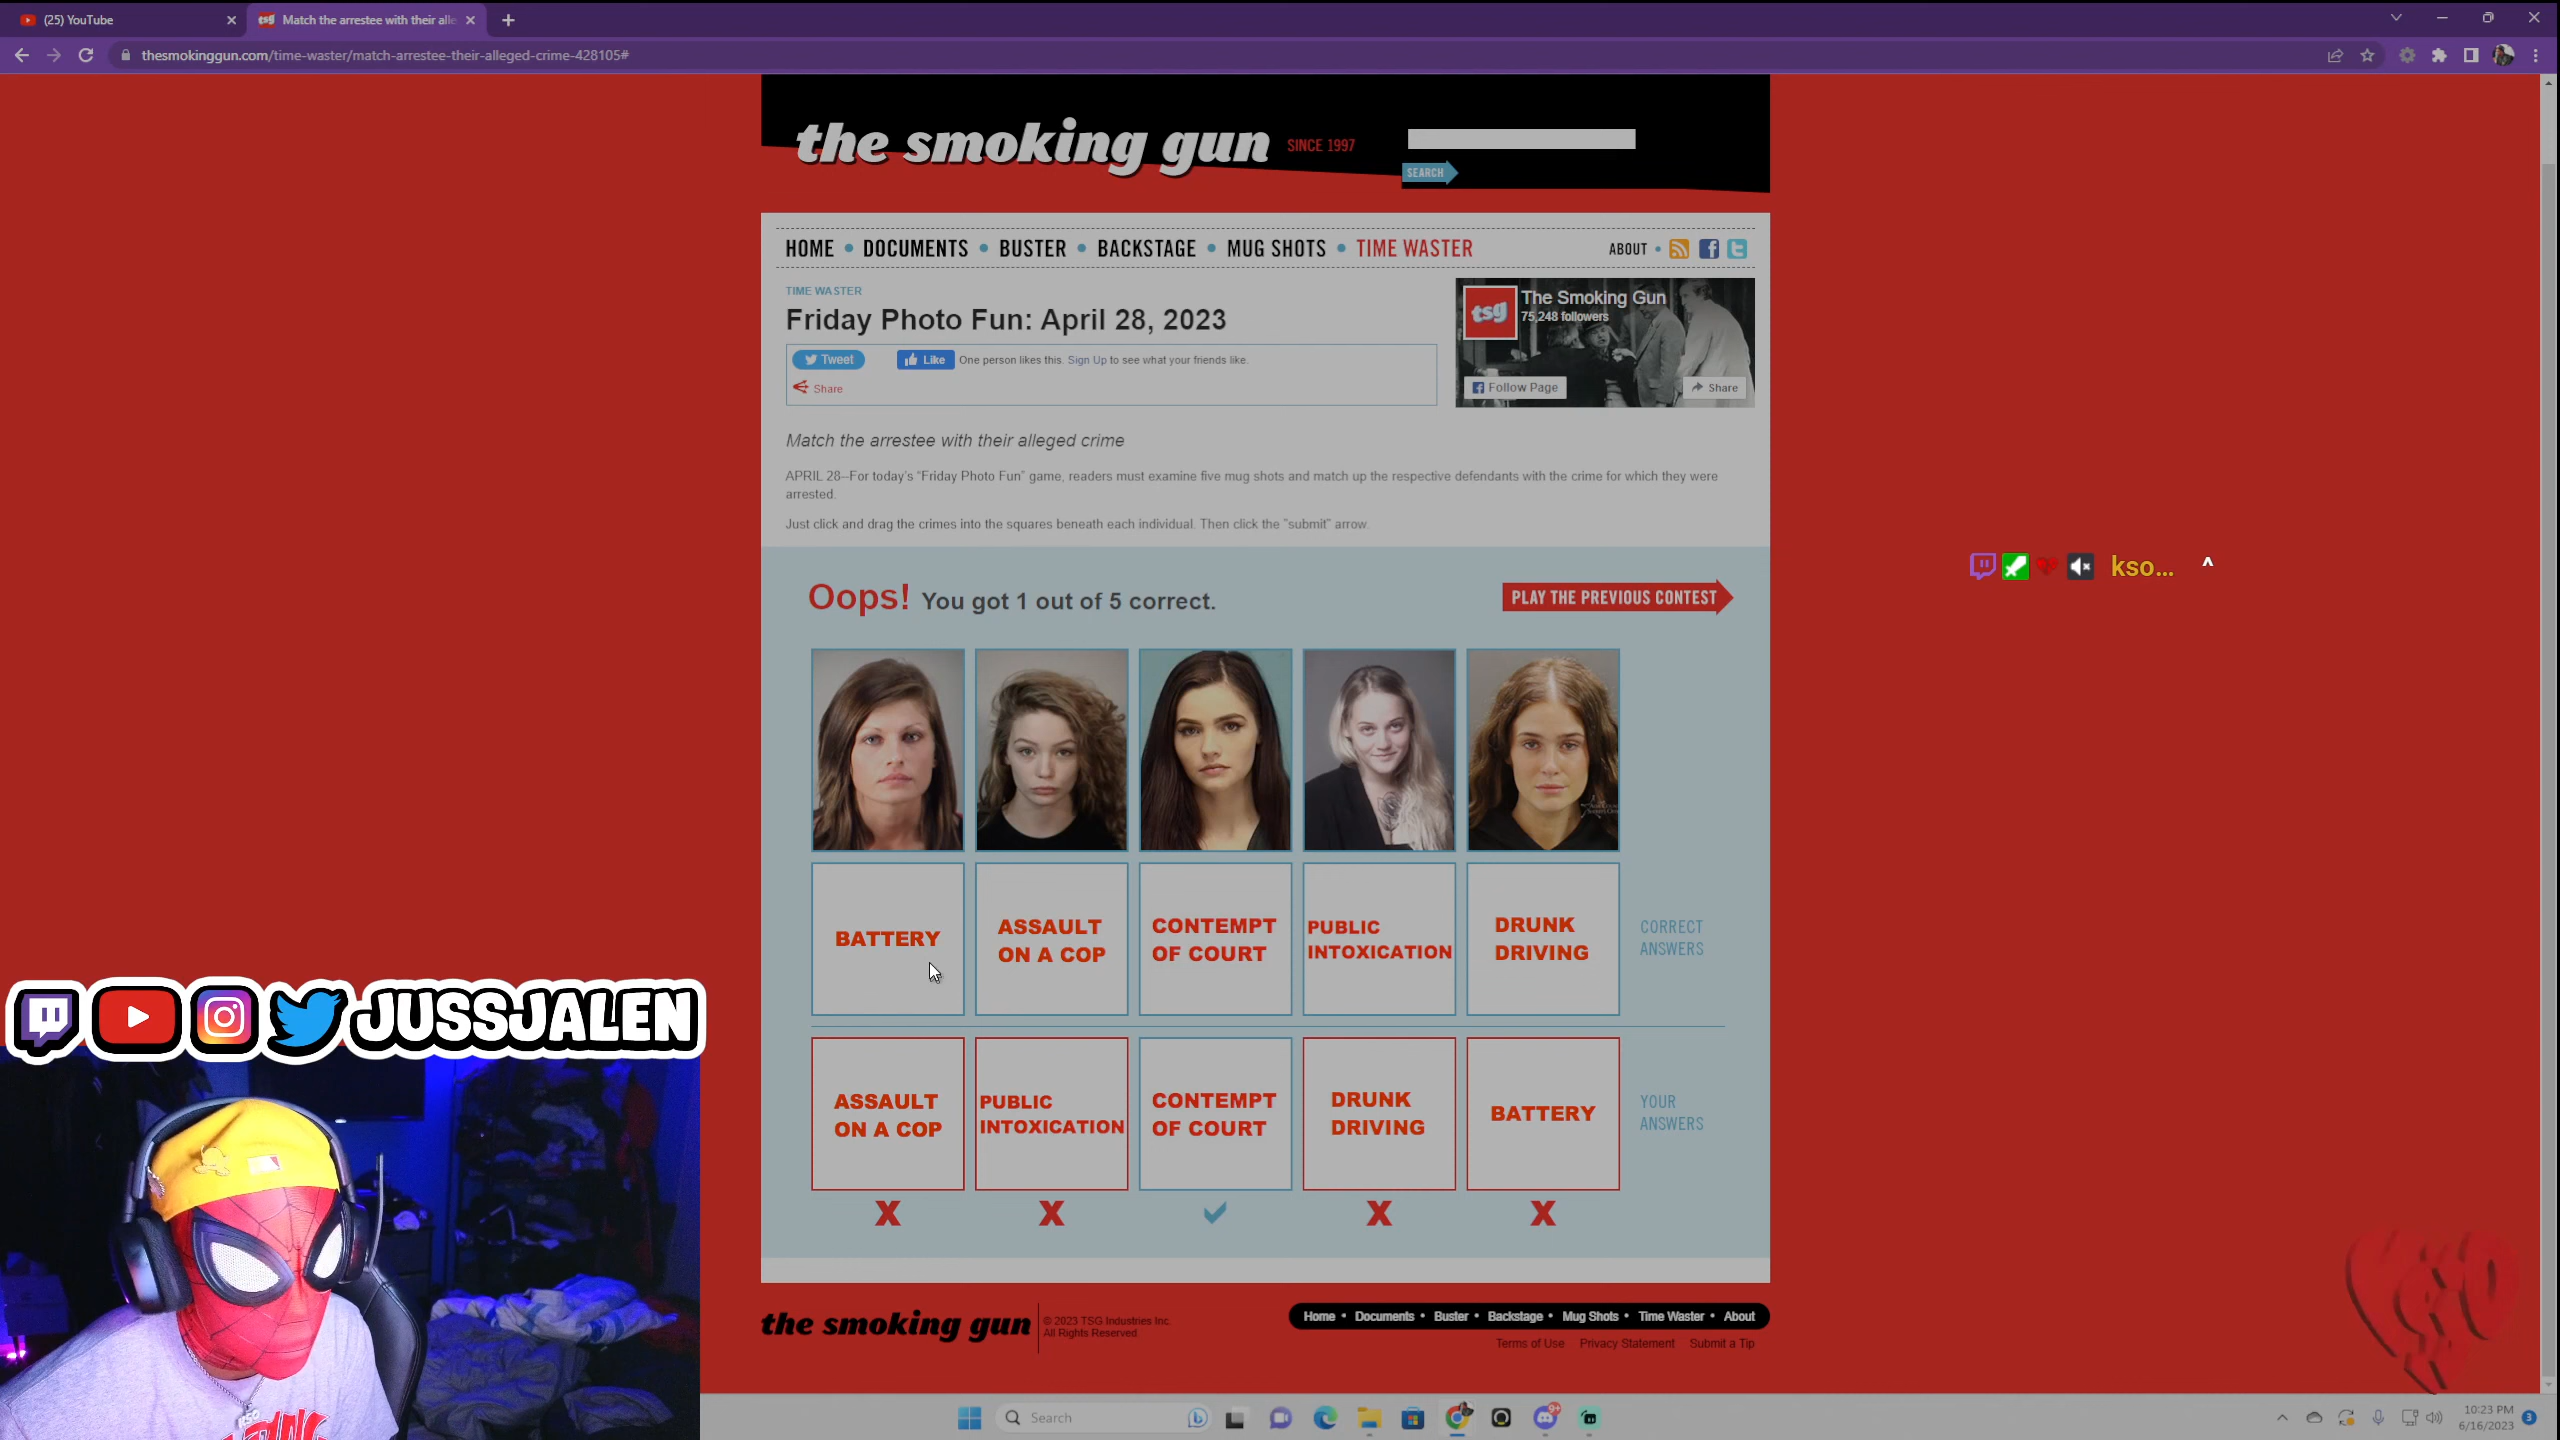 (25) YouTube
Match the arrestee with their alle
thesmokinggun.com/time-waster/match-arrestee-their-alleged-crime-428105#
the smoking gun
SINCE 1997
SEARCH
HOME • DOCUMENTS • BUSTER • BACKSTAGE • MUG SHOTS • TIME WASTER
ABOUT •
TIME WASTER
Friday Photo Fun: April 28, 2023
Tweet
Like
One person likes this. Sign Up to see what your friends like.
Share
tsg
The Smoking Gun
75,248 followers
Follow Page
Share
Match the arrestee with their alleged crime
APRIL 28--For today's "Friday Photo Fun" game, readers must examine five mug shots and match up the respective defendants with the crime for which they were
arrested.
Just click and drag the crimes into the squares beneath each individual. Then click the "submit" arrow.
Oops! You got 1 out of 5 correct.
PLAY THE PREVIOUS CONTEST
kso... ^
BATTERY
ASSAULT
ON A COP
CONTEMPT
OF COURT
PUBLIC
INTOXICATION
DRUNK
DRIVING
CORRECT
ANSWERS
ASSAULT
ON A COP
PUBLIC
INTOXICATION
CONTEMPT
OF COURT
DRUNK
DRIVING
BATTERY
YOUR
ANSWERS
X X X X
JUSSJALEN
the smoking gun
© 2023 TSG Industries Inc.
All Rights Reserved.
Home • Documents • Buster • Backstage • Mug Shots • Time Waster • About
Terms of Use Privacy Statement Submit a Tip
KSO
Search
10:23 PM
6/16/2023
3